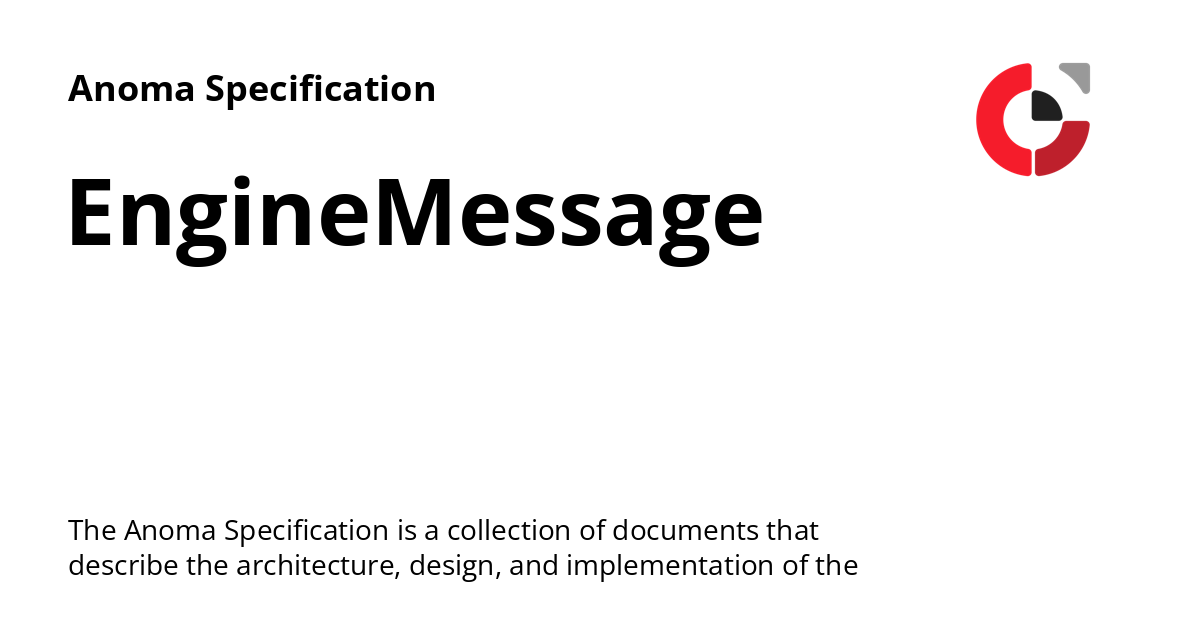 Anoma Specification
EngineMessage
The Anoma Specification is a collection of documents that
describe the architecture, design, and implementation of the